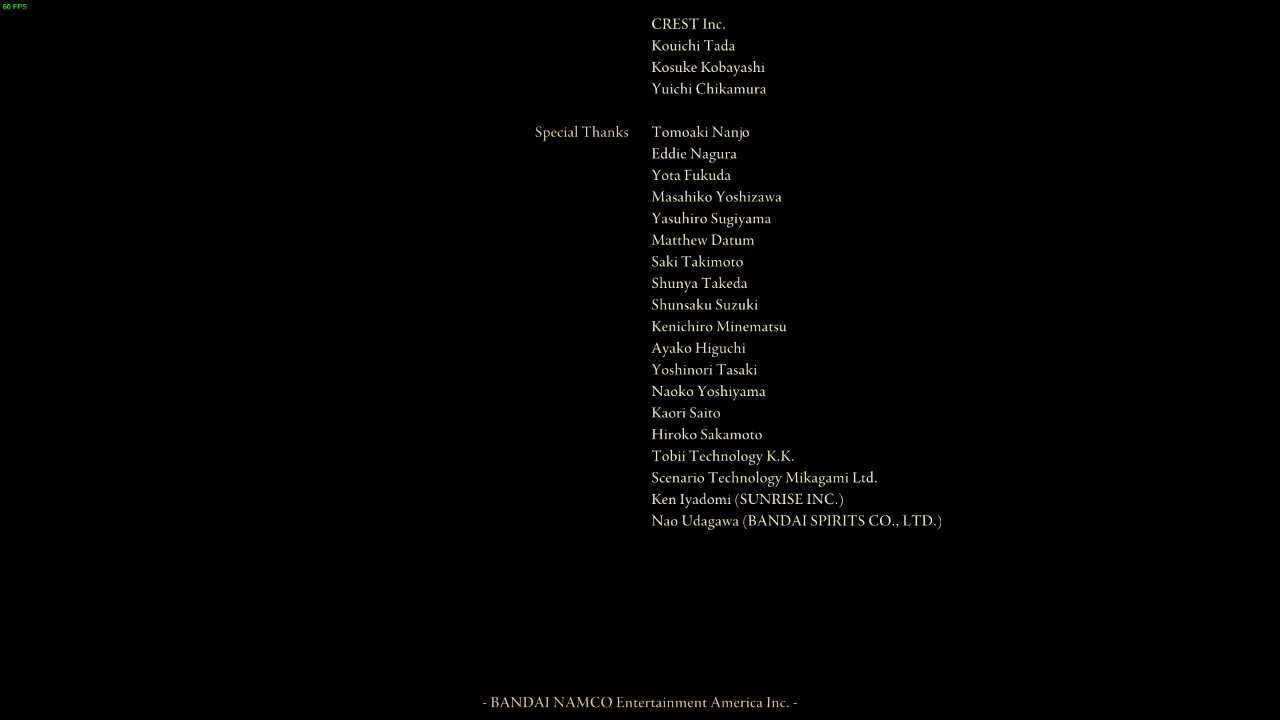 60 FPS
CREST Inc.
Kouichi Tada
Kosuke Kobayashi
Yuichi Chikamura
Special Thanks Tomoaki Nanjo
Eddie Nagura
Yota Fukuda
Masahiko Yoshizawa
Yasuhiro Sugiyama
Matthew Datum
Saki Takimoto
Shunya Takeda
Shunsaku Suzuki
Kenichiro Minematsu
Ayako Higuchi
Yoshinori Tasaki
Naoko Yoshiyama
Kaori Saito
Hiroko Sakamoto
Tobii Technology K.K.
Scenario Technology Mikagami Ltd.
Ken Iyadomi (SUNRISE INC.)
Nao Udagawa (BANDAI SPIRITS CO., LTD.)
- BANDAI NAMCO Entertainment America Inc. -